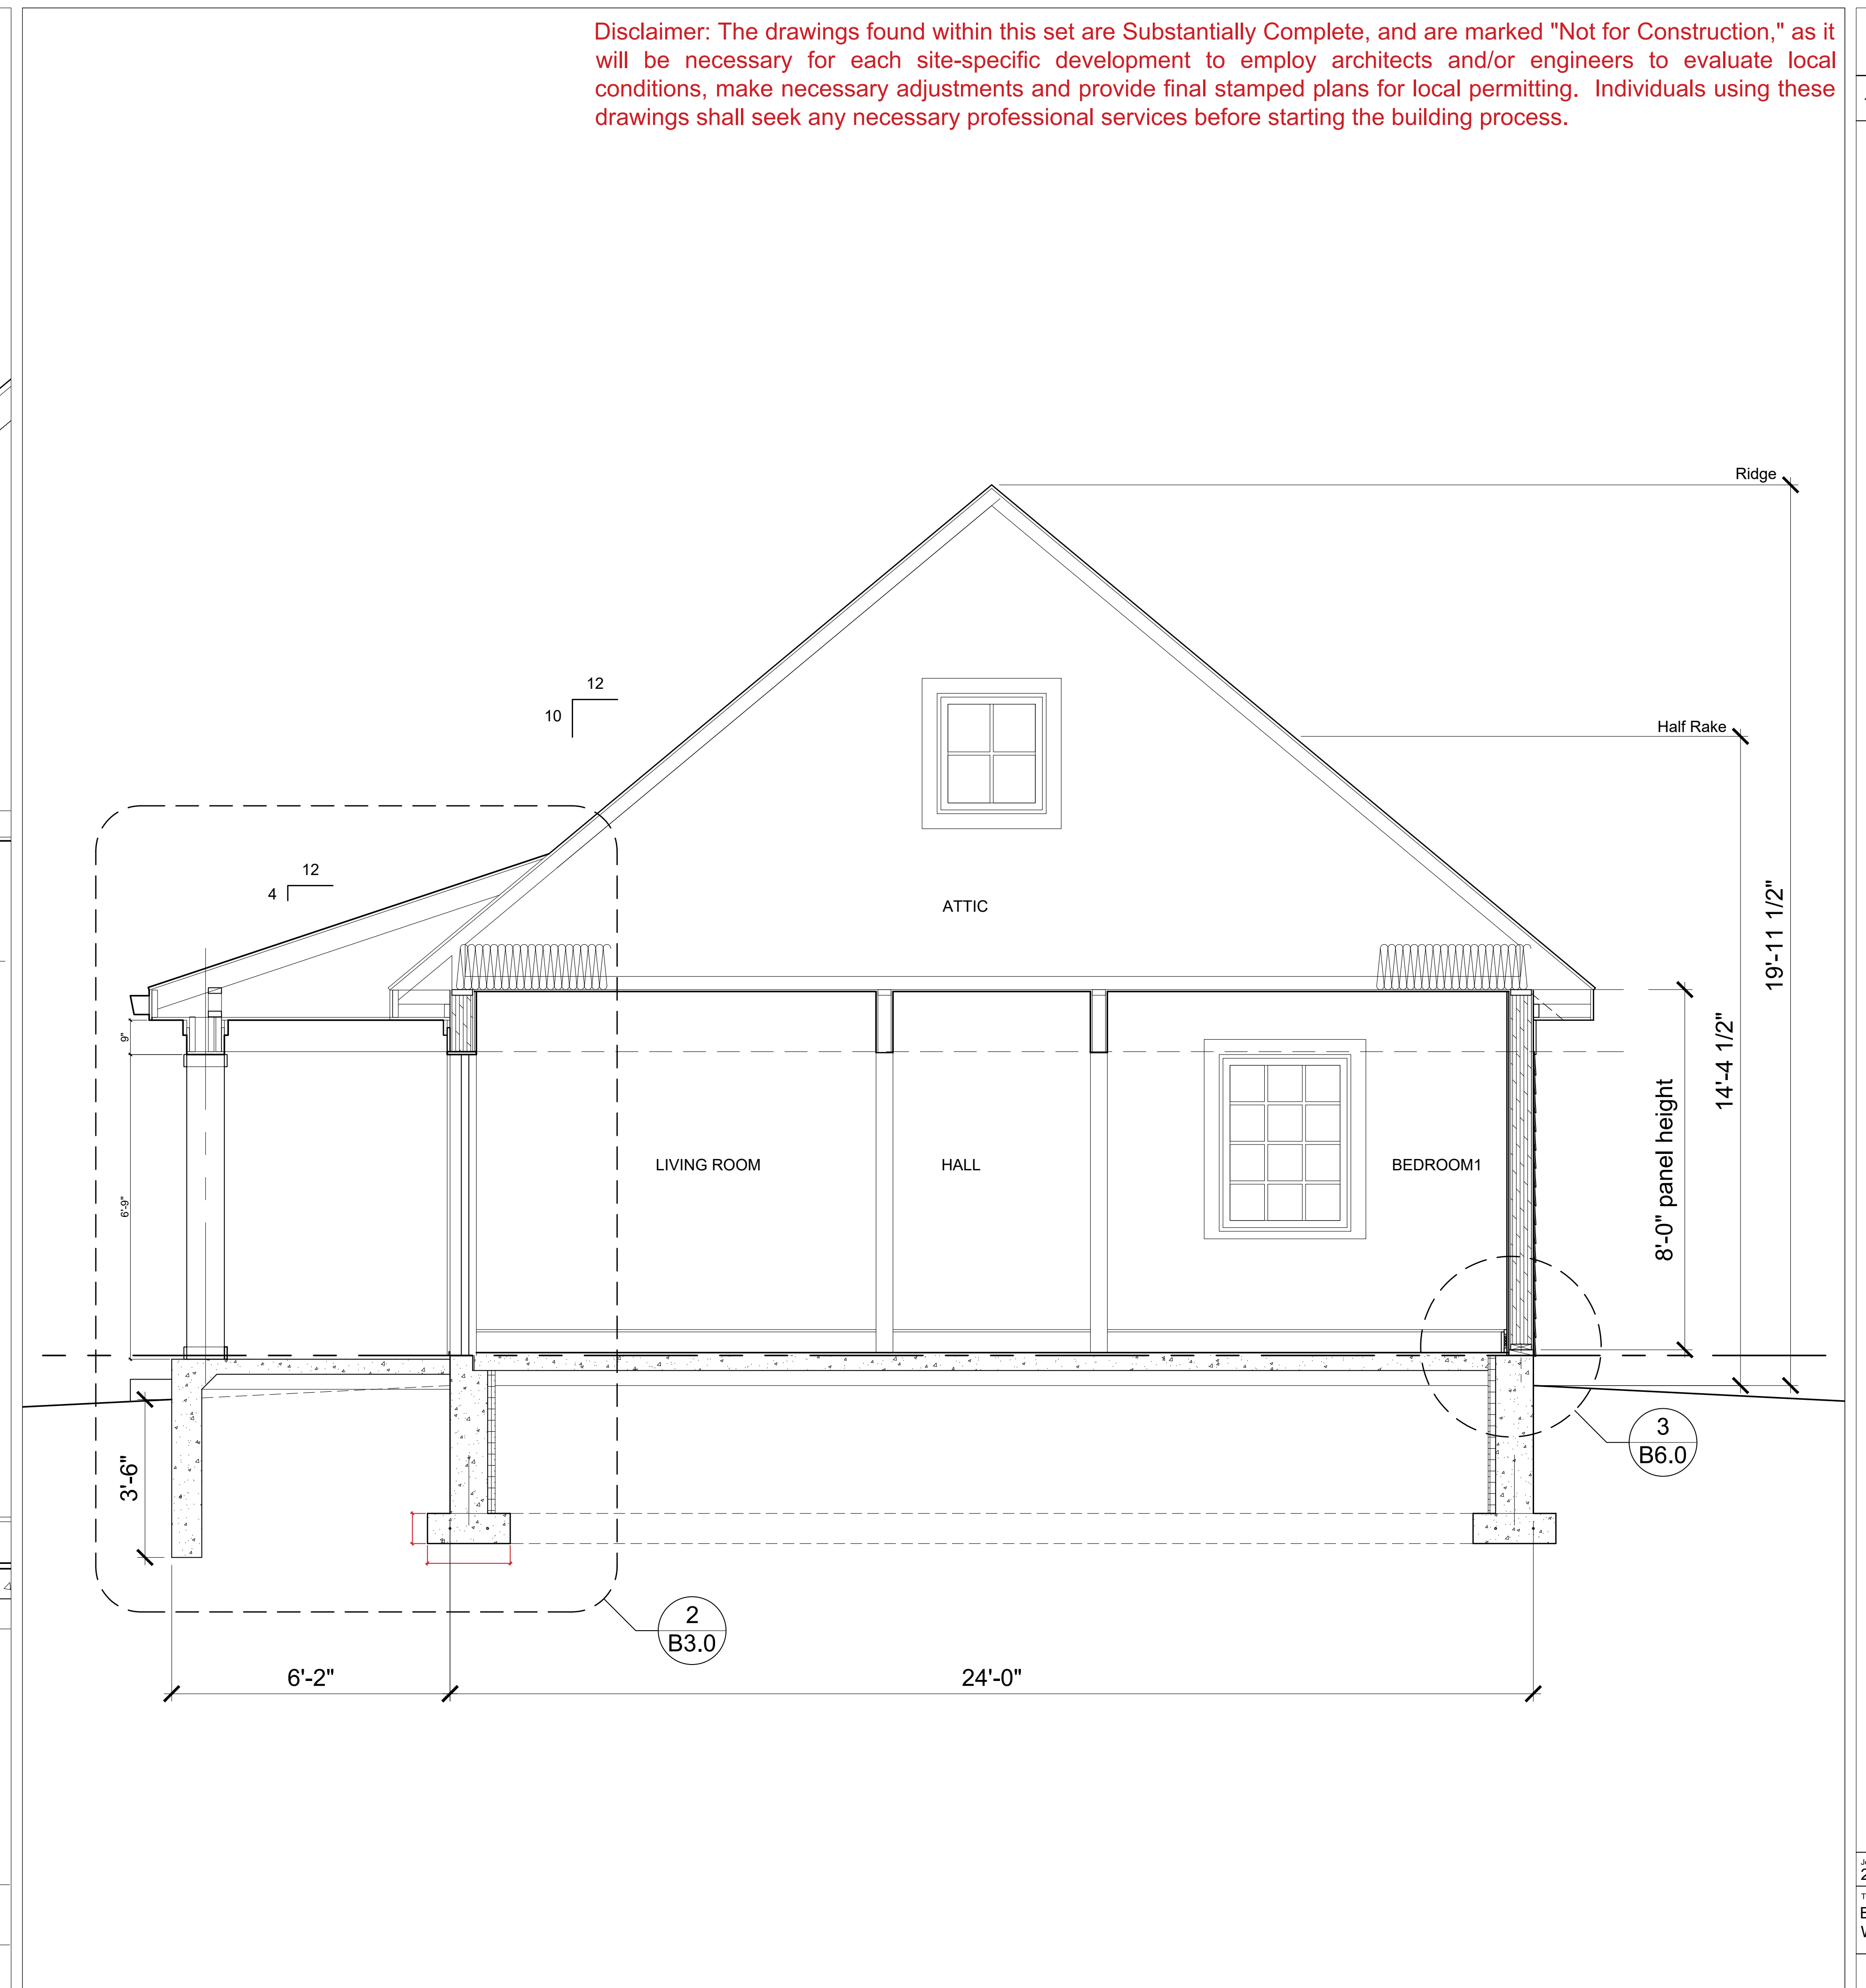 Disclaimer: The drawings found within this set are Substantially Complete, and are marked "Not for Construction," as it
will be necessary for each site-specific development to employ architects and/or engineers to evaluate local
conditions, make necessary adjustments and provide final stamped plans for local permitting. Individuals using these
drawings shall seek any necessary professional services before starting the building process.
Ridge
12
10
Half Rake
12
4
ATTIC
19'-11 1/2"
14'-4 1/2"
8'-0" panel height
9"
6'-9"
LIVING ROOM
HALL
BEDROOM1
3
B6.0
3'-6"
2
B3.0
6'-2"
24'-0"